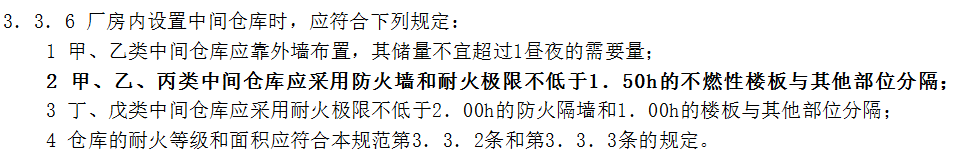 3．3．6 厂房内设置中间仓库时，应符合下列规定：
1 甲、乙类中间仓库应靠外墙布置，其储量不宜超过1昼夜的需要量；
2 甲、乙、丙类中间仓库应采用防火墙和耐火极限不低于1．50h的不燃性楼板与其他部位分隔；
3 丁、戊类中间仓库应采用耐火极限不低于2．00h的防火隔墙和1．00h的楼板与其他部位分隔；
4 仓库的耐火等级和面积应符合本规范第3．3．2条和第3．3．3条的规定。